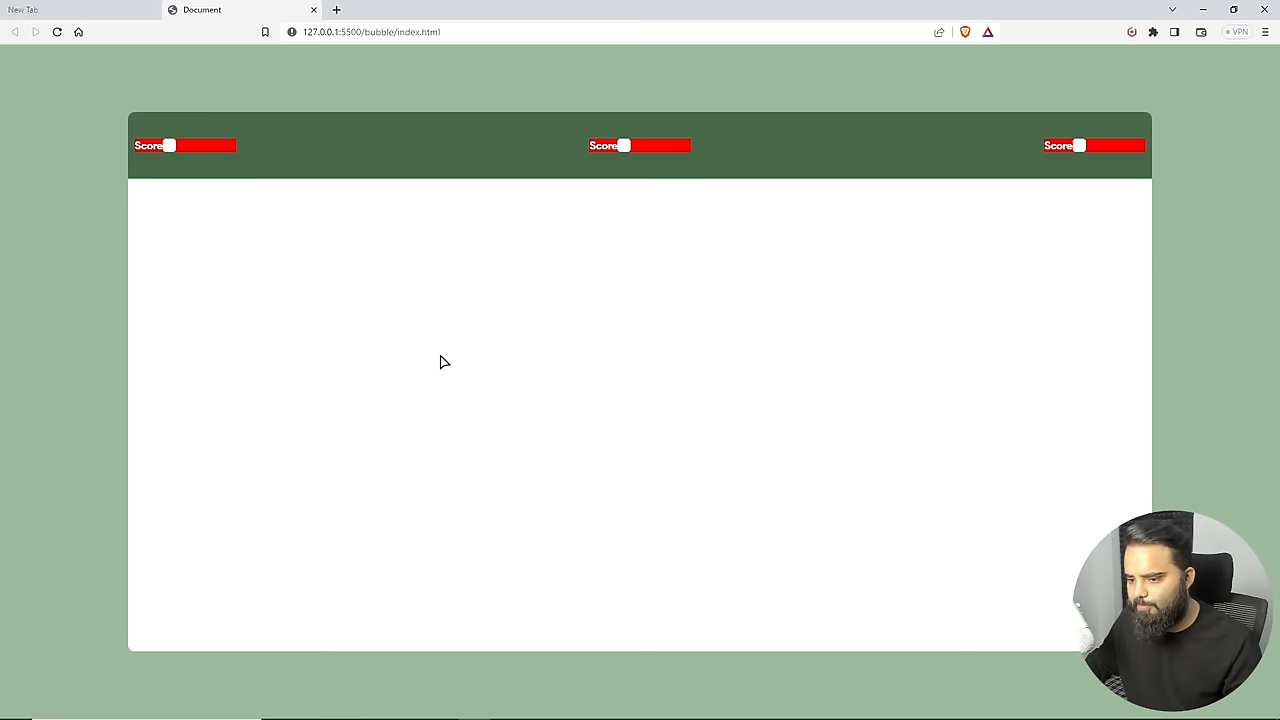 New Tab
Document
127.0.0.1:5500/bubble/index.html
VPN
Score
Score
Score